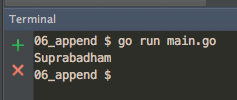 Terminal
06_append $ go run main.go
Suprabadham
06_append $